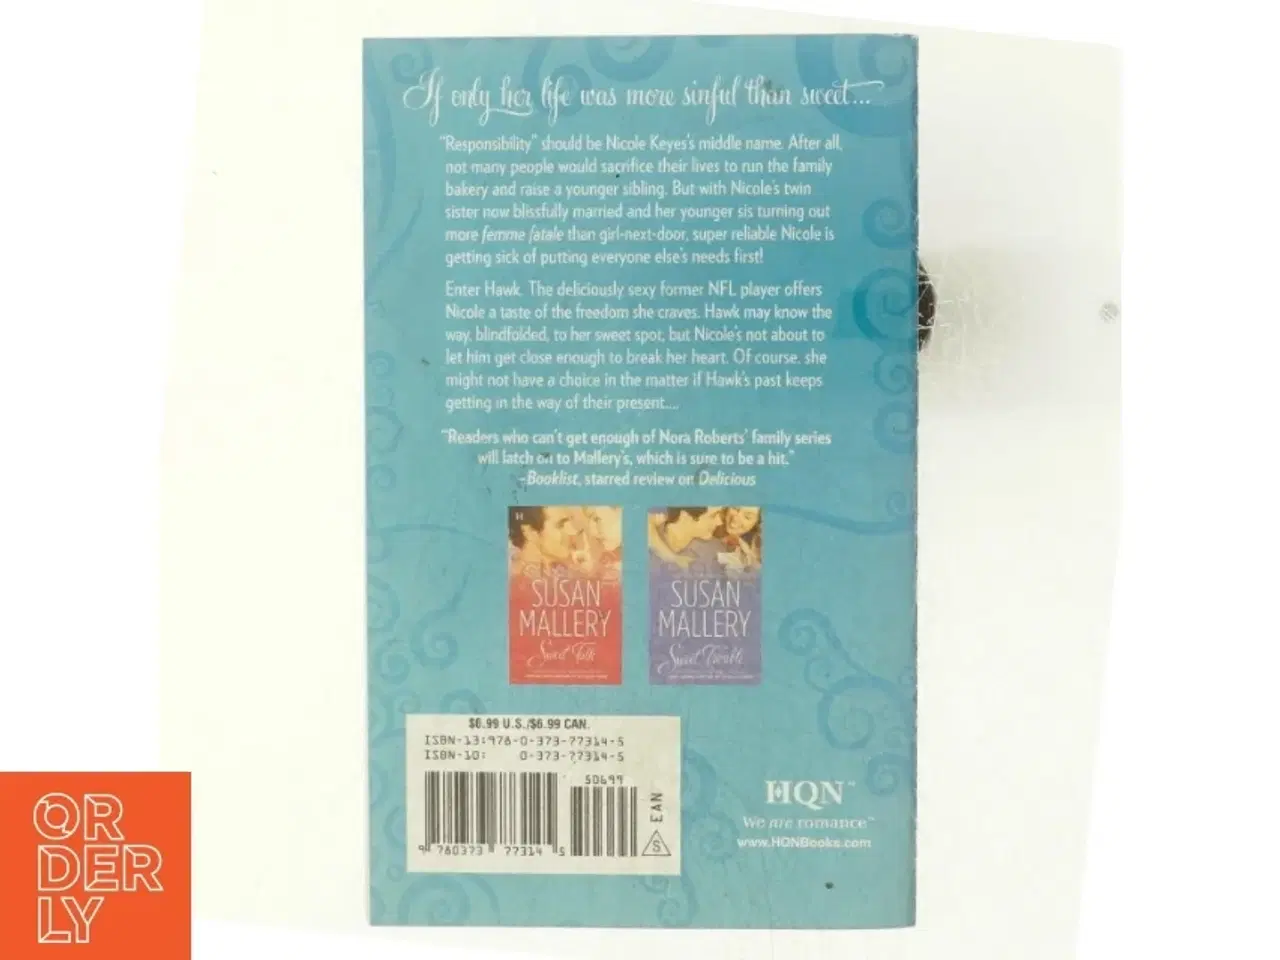 If only her life was more sinful than sweet...
"Responsibility" should be Nicole Keyes's middle name. After all,
not many people would sacrifice their lives to run the family
bakery and raise a younger sibling. But with Nicole's twin
sister now blissfully married and her younger sis turning out
more femme fatale than girl-next-door, super reliable Nicole is
getting sick of putting everyone else's needs first!
Enter Hawk. The deliciously sexy former NFL player offers
Nicole a taste of the freedom she craves. Hawk may know the
way, blindfolded, to her sweet spot, but Nicole's not about to
let him get close enough to break her heart. Of course, she
might not have a choice in the matter if Hawk's past keeps
getting in the way of their present....
"Readers who can't get enough of Nora Roberts' family series
will latch on to Mallery's, which is sure to be a hit."
–Booklist, starred review on Delicious
H
SUSAN
MALLERY
Sweet Talk
H
SUSAN
MALLERY
Sweet Trouble
$6.99 U.S./$6.99 CAN.
ISBN-13:978-0-373-77314-5
ISBN-10: 0-373-77314-5
50699
9 780373 77314 5
EAN
S
HQN™
We are romance™
www.HQNBooks.com
ORDERLY